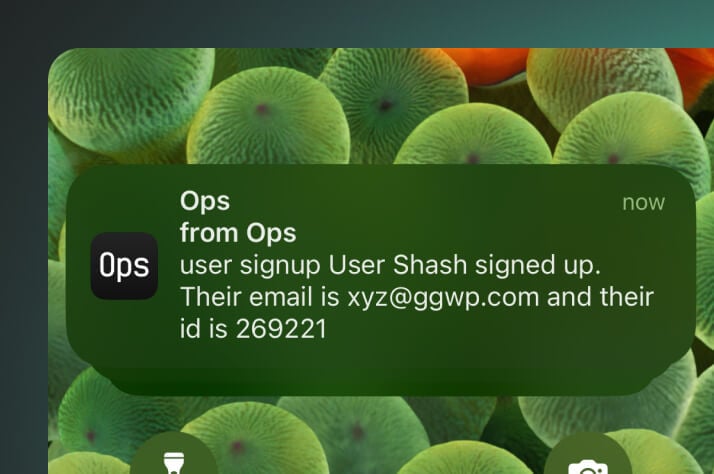 Ops
now
from Ops
Ops
user signup User Shash signed up.
Their email is xyz@ggwp.com and their
id is 269221